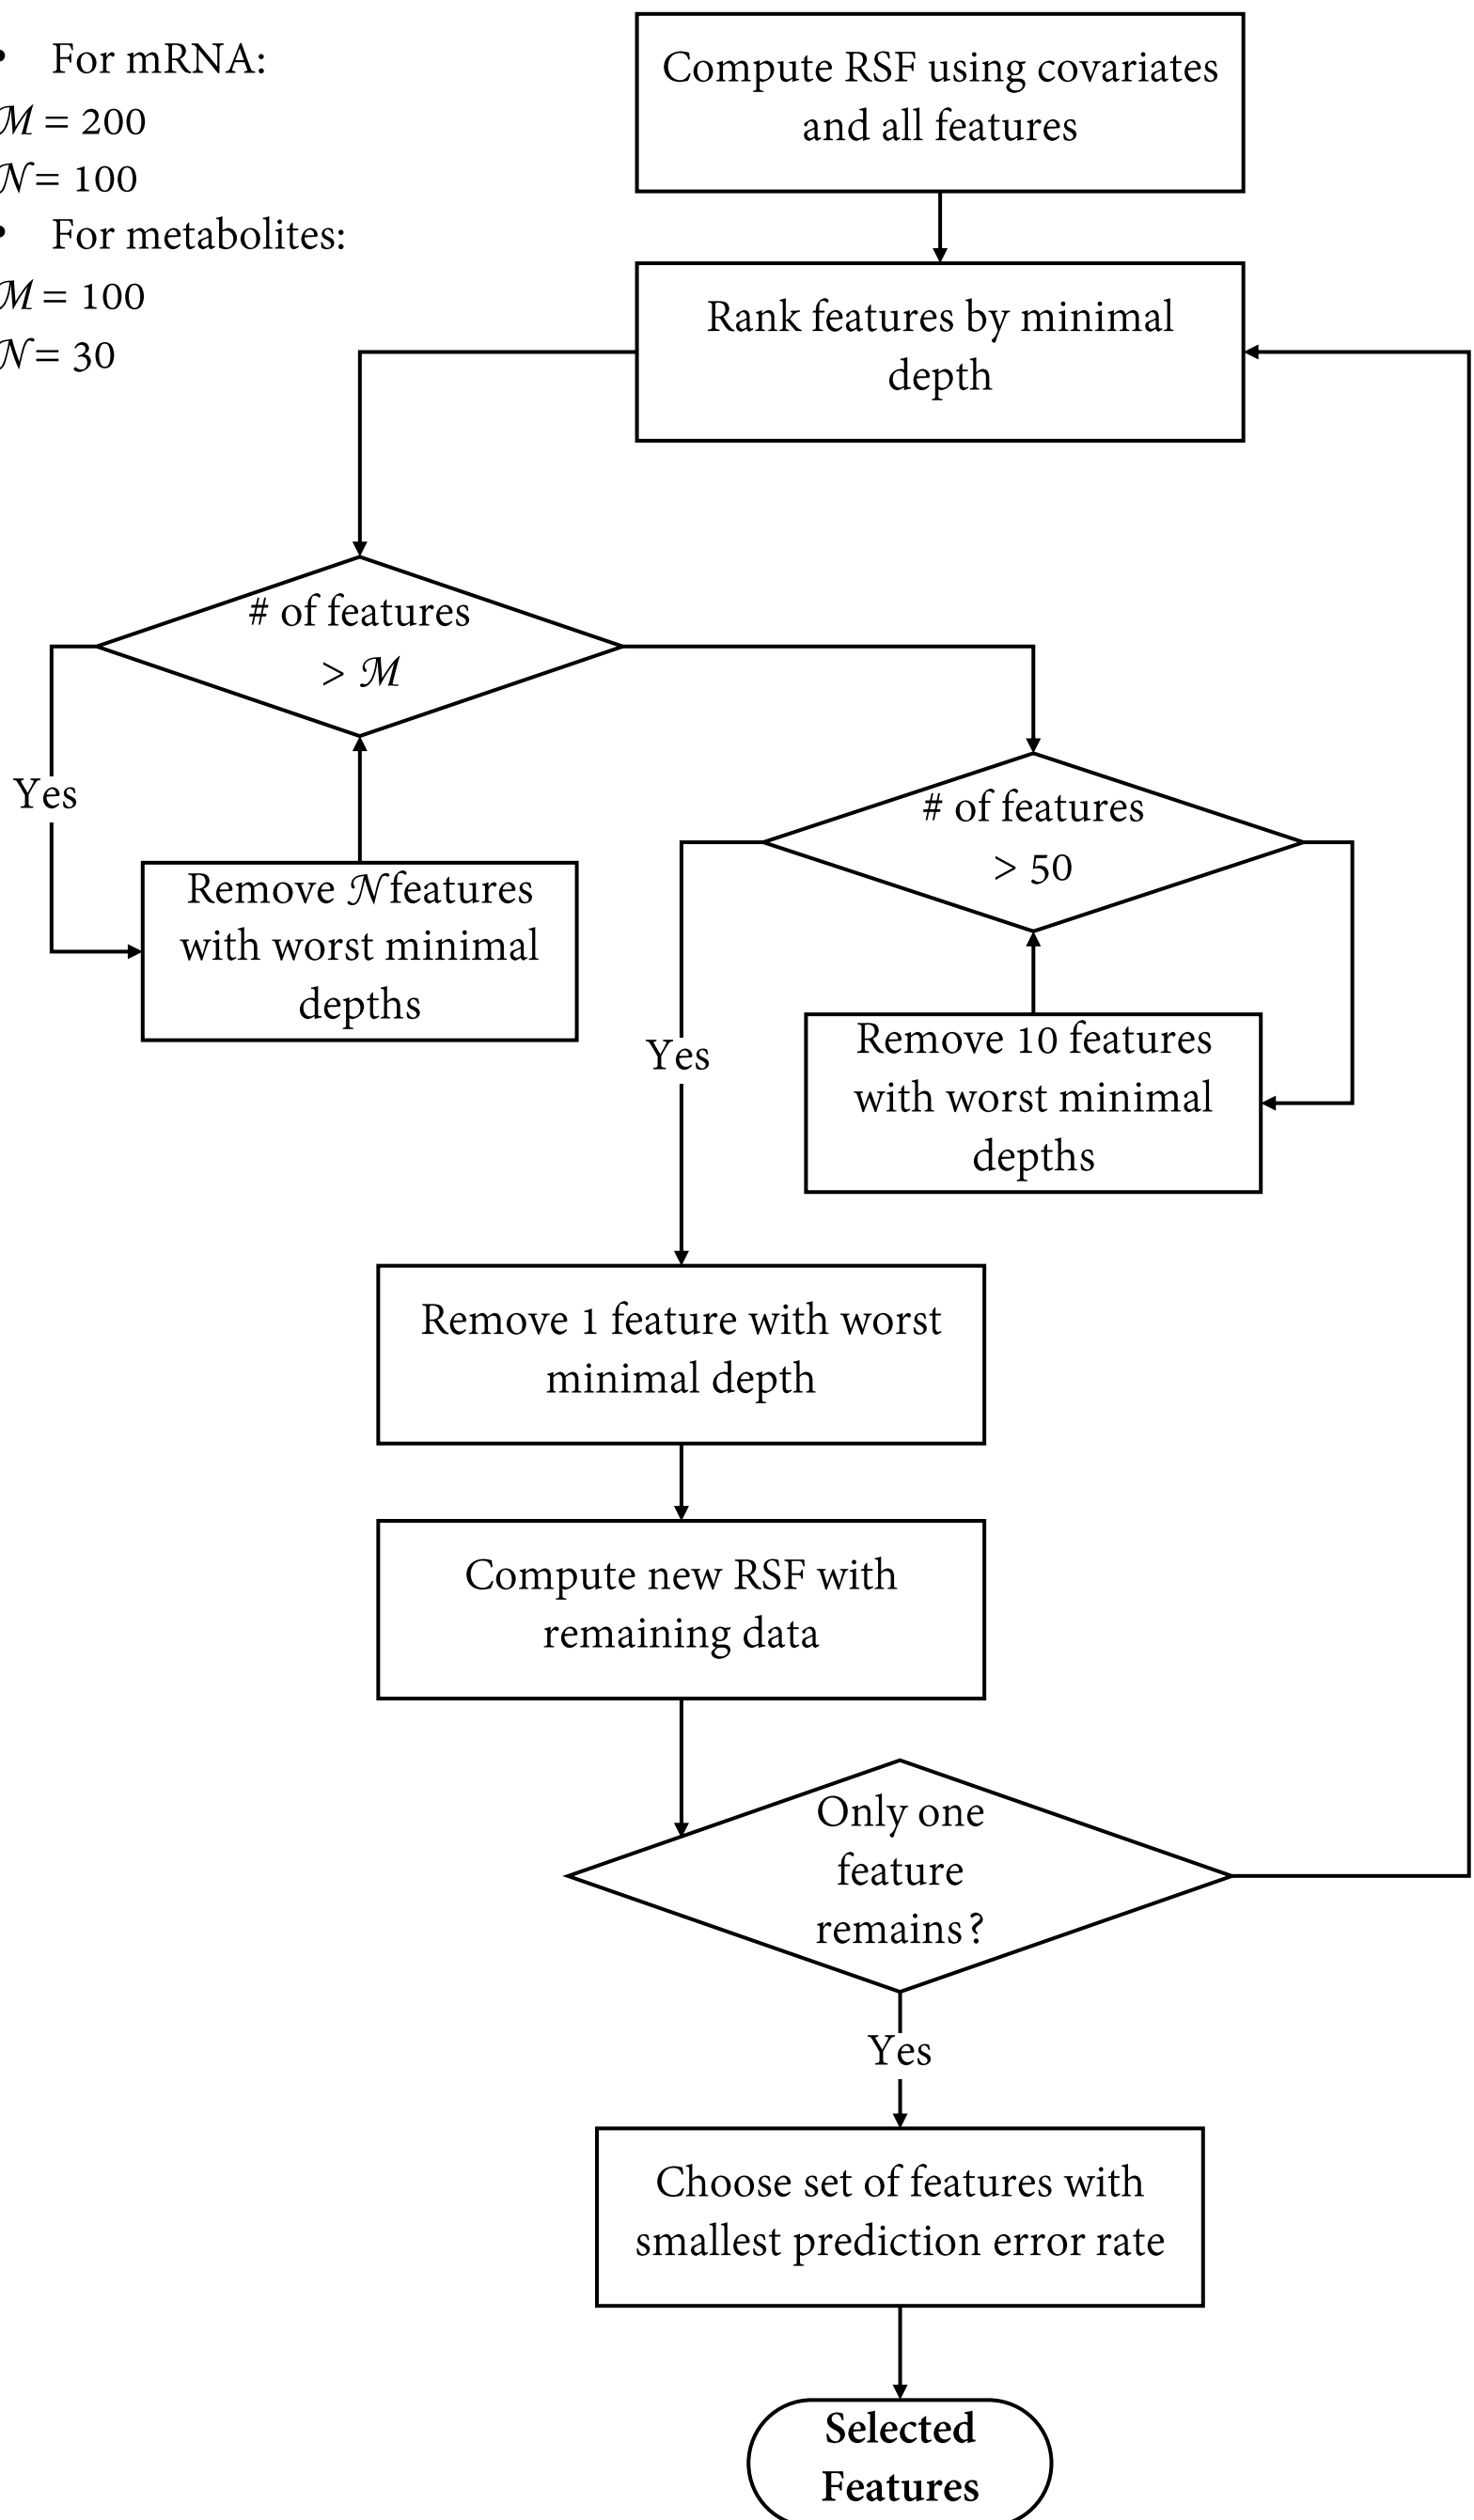 • For mRNA:
ℳ = 200
𝒩 = 100
• For metabolites:
ℳ = 100
𝒩 = 30
Compute RSF using covariates
and all features
Rank features by minimal
depth
# of features
> ℳ
Yes
Remove 𝒩 features
with worst minimal
depths
# of features
> 50
Yes
Remove 10 features
with worst minimal
depths
Remove 1 feature with worst
minimal depth
Compute new RSF with
remaining data
Only one
feature
remains?
Yes
Choose set of features with
smallest prediction error rate
Selected
Features